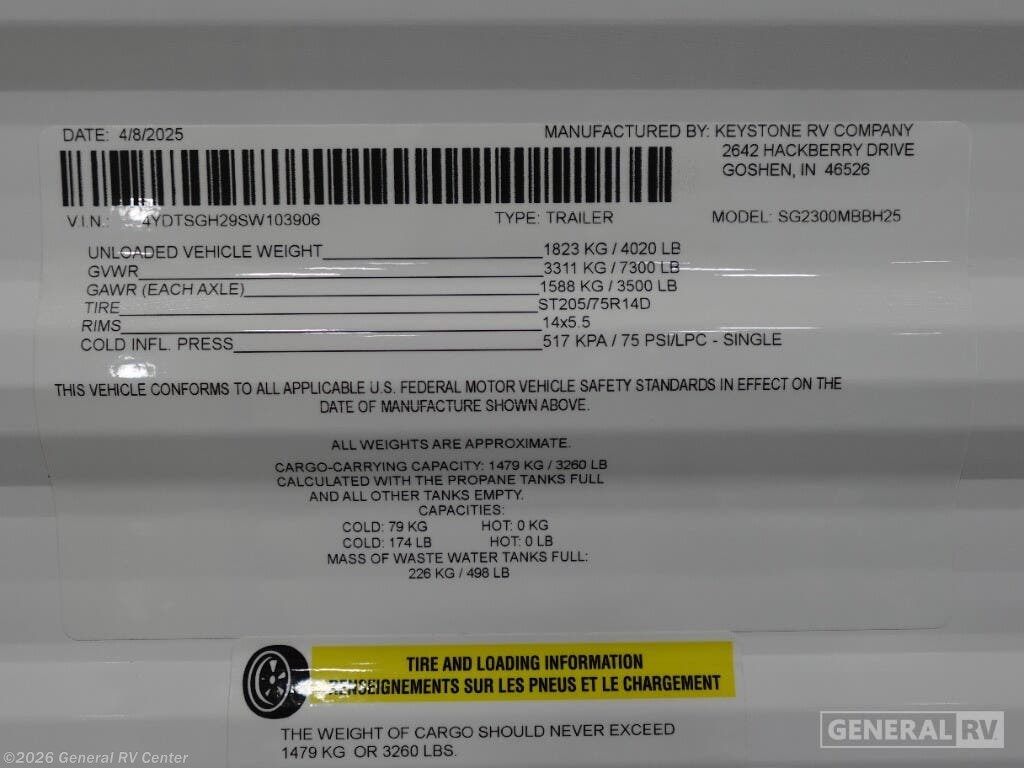 DATE: 4/8/2025
MANUFACTURED BY: KEYSTONE RV COMPANY
2642 HACKBERRY DRIVE
GOSHEN, IN 46526
V.I.N.: 4YDTSGH29SW103906 TYPE: TRAILER MODEL: SG2300MBBH25
UNLOADED VEHICLE WEIGHT 1823 KG / 4020 LB
GVWR 3311 KG / 7300 LB
GAWR (EACH AXLE) 1588 KG / 3500 LB
TIRE ST205/75R14D
RIMS 14x5.5
COLD INFL. PRESS 517 KPA / 75 PSI/LPC - SINGLE
THIS VEHICLE CONFORMS TO ALL APPLICABLE U.S. FEDERAL MOTOR VEHICLE SAFETY STANDARDS IN EFFECT ON THE
DATE OF MANUFACTURE SHOWN ABOVE.
ALL WEIGHTS ARE APPROXIMATE.
CARGO-CARRYING CAPACITY: 1479 KG / 3260 LB
CALCULATED WITH THE PROPANE TANKS FULL
AND ALL OTHER TANKS EMPTY.
CAPACITIES:
COLD: 79 KG HOT: 0 KG
COLD: 174 LB HOT: 0 LB
MASS OF WASTE WATER TANKS FULL:
226 KG / 498 LB
TIRE AND LOADING INFORMATION
RENSEIGNEMENTS SUR LES PNEUS ET LE CHARGEMENT
THE WEIGHT OF CARGO SHOULD NEVER EXCEED
1479 KG OR 3260 LBS.
GENERAL RV
©2026 General RV Center